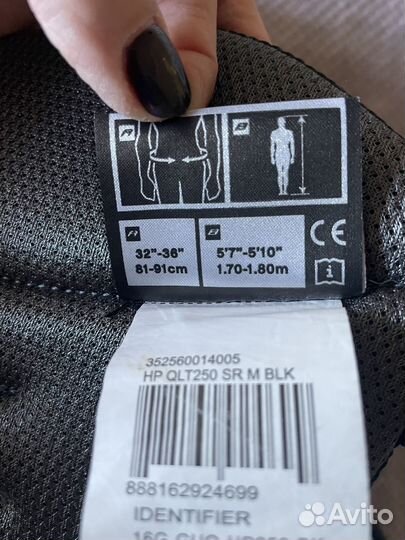 A
B
A
32"-36"
81-91cm
B
5'7"-5'10"
1.70-1.80m
CE
i
352560014005
HP QLT250 SR M BLK
888162924699
IDENTIFIER
Avito